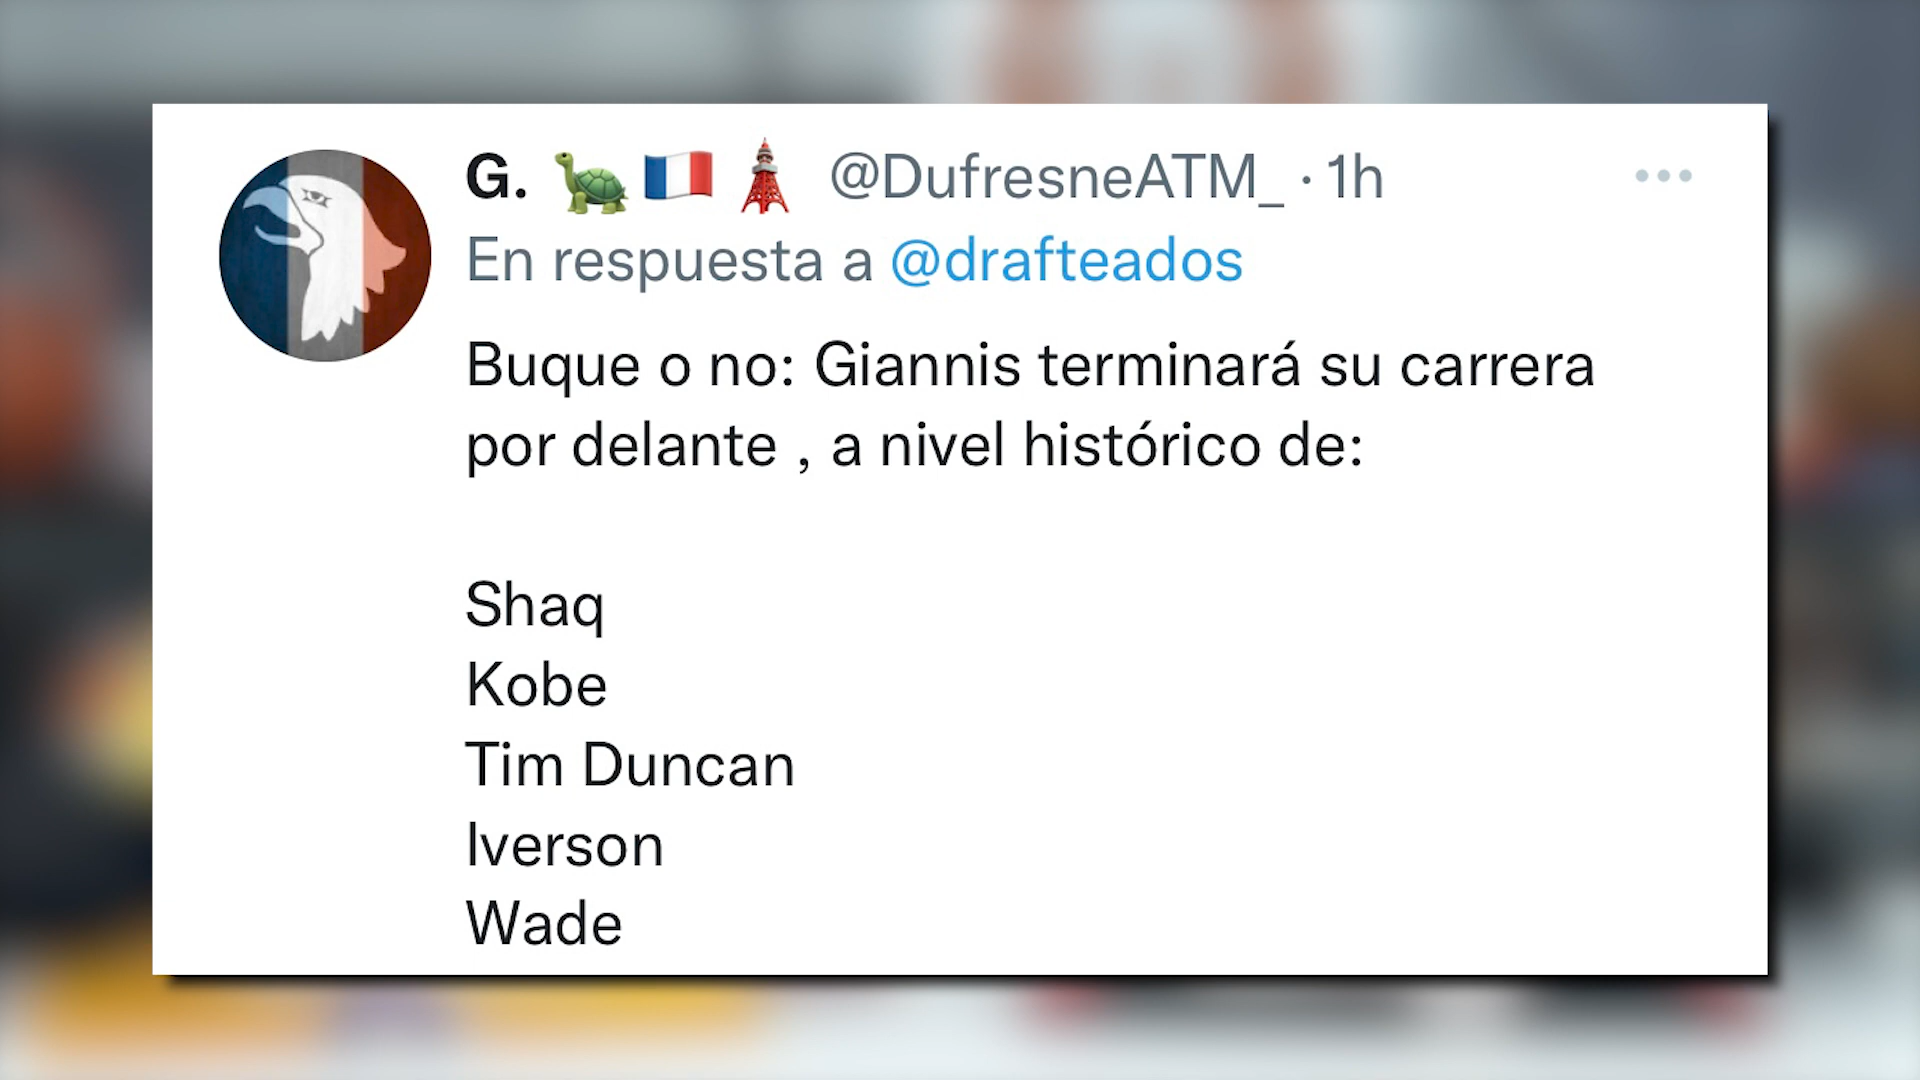 G. 🐢🇫🇷🗼 @DufresneATM_ · 1h
En respuesta a @drafteados
Buque o no: Giannis terminará su carrera
por delante , a nivel histórico de:
Shaq
Kobe
Tim Duncan
Iverson
Wade